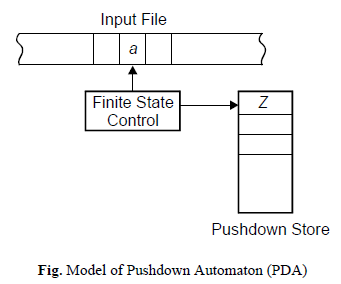 Input File
a
Finite State
Control
Z
Pushdown Store
Fig. Model of Pushdown Automaton (PDA)